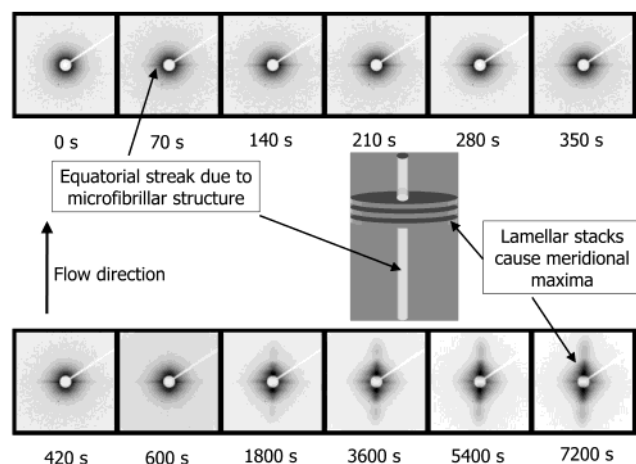 0 s 70 s 140 s 210 s 280 s 350 s
Equatorial streak due to
microfibrillar structure
Lamellar stacks
cause meridional
maxima
Flow direction
420 s 600 s 1800 s 3600 s 5400 s 7200 s